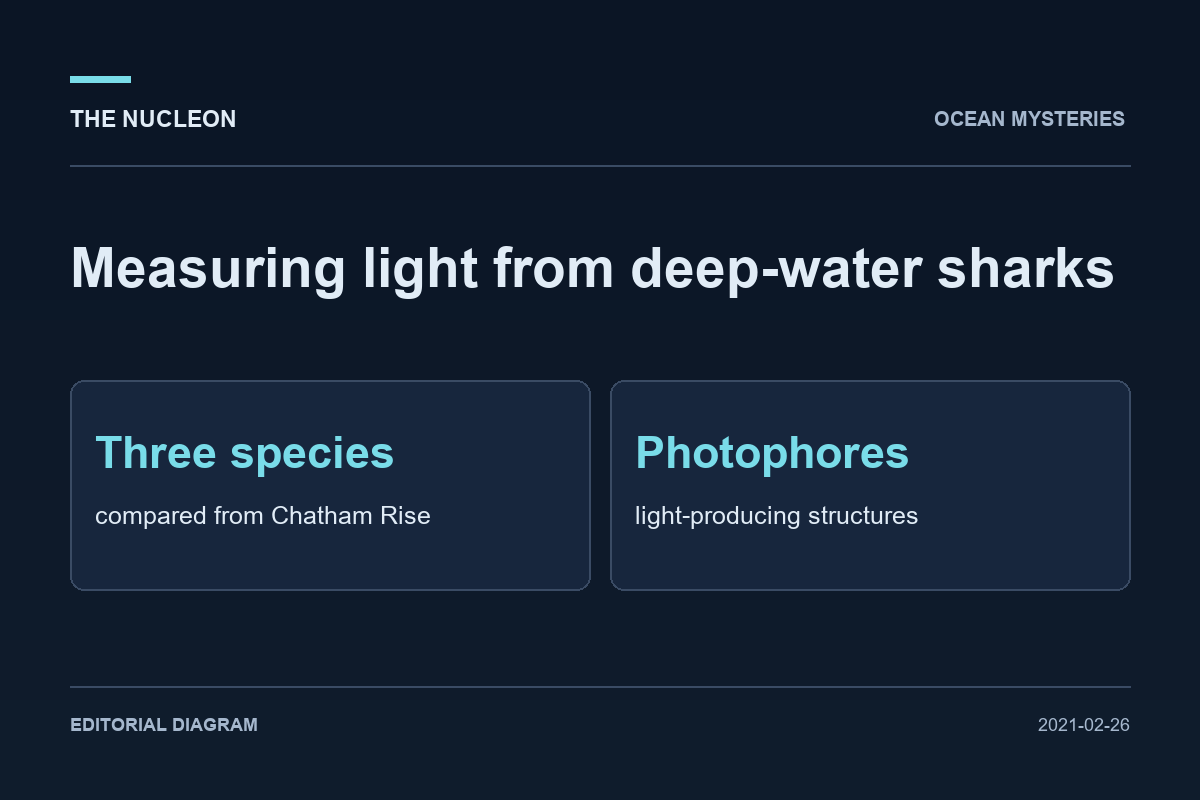 THE NUCLEON
OCEAN MYSTERIES
Measuring light from deep-water sharks
Three species
compared from Chatham Rise
Photophores
light-producing structures
EDITORIAL DIAGRAM
2021-02-26